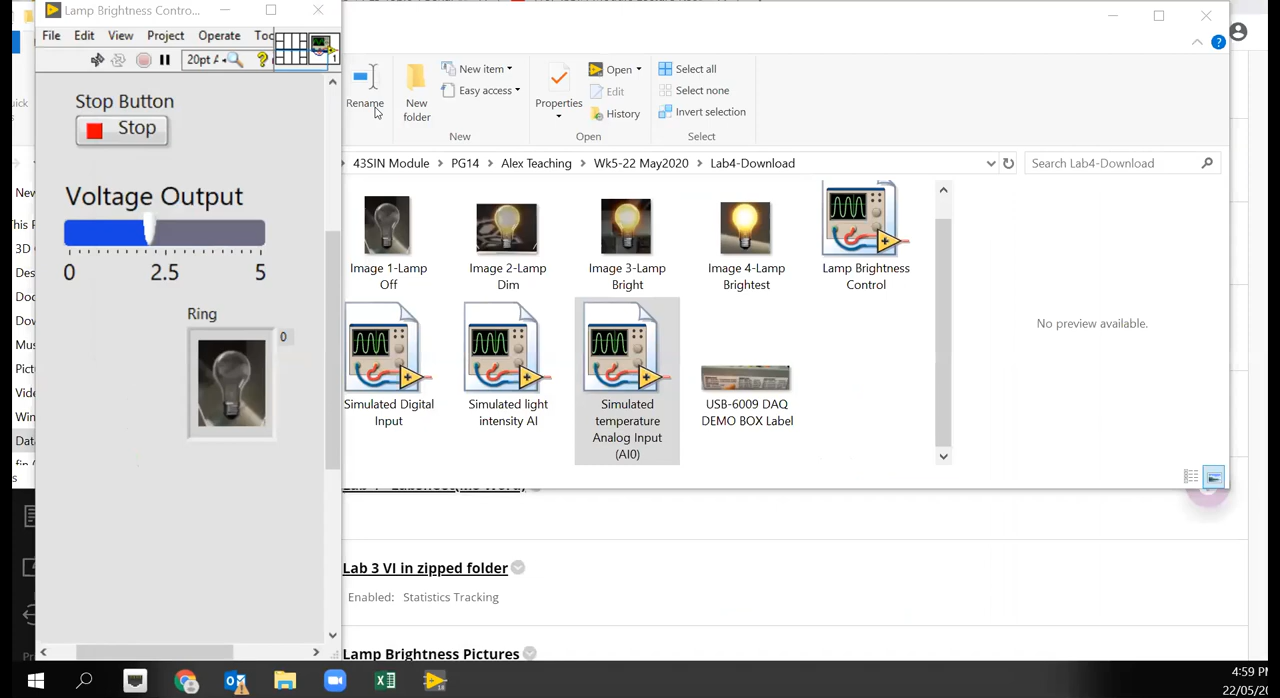 Lamp Brightness Contro...
File Edit View Project Operate Too
20pt A
1
Stop Button
Stop
Voltage Output
0 2.5 5
Ring
0
Rename
New folder
New item
Easy access
New
Properties
Open
Edit
History
Open
Select all
Select none
Invert selection
Select
43SIN Module > PG14 > Alex Teaching > Wk5-22 May2020 > Lab4-Download
Search Lab4-Download
Image 1-Lamp
Off
Image 2-Lamp
Dim
Image 3-Lamp
Bright
Image 4-Lamp
Brightest
Lamp Brightness
Control
Simulated Digital
Input
Simulated light
intensity AI
Simulated
temperature
Analog Input
(AI0)
USB-6009 DAQ
DEMO BOX Label
No preview available.
Lab 3 VI in zipped folder
Enabled: Statistics Tracking
Lamp Brightness Pictures
4:59 PM
22/05/20